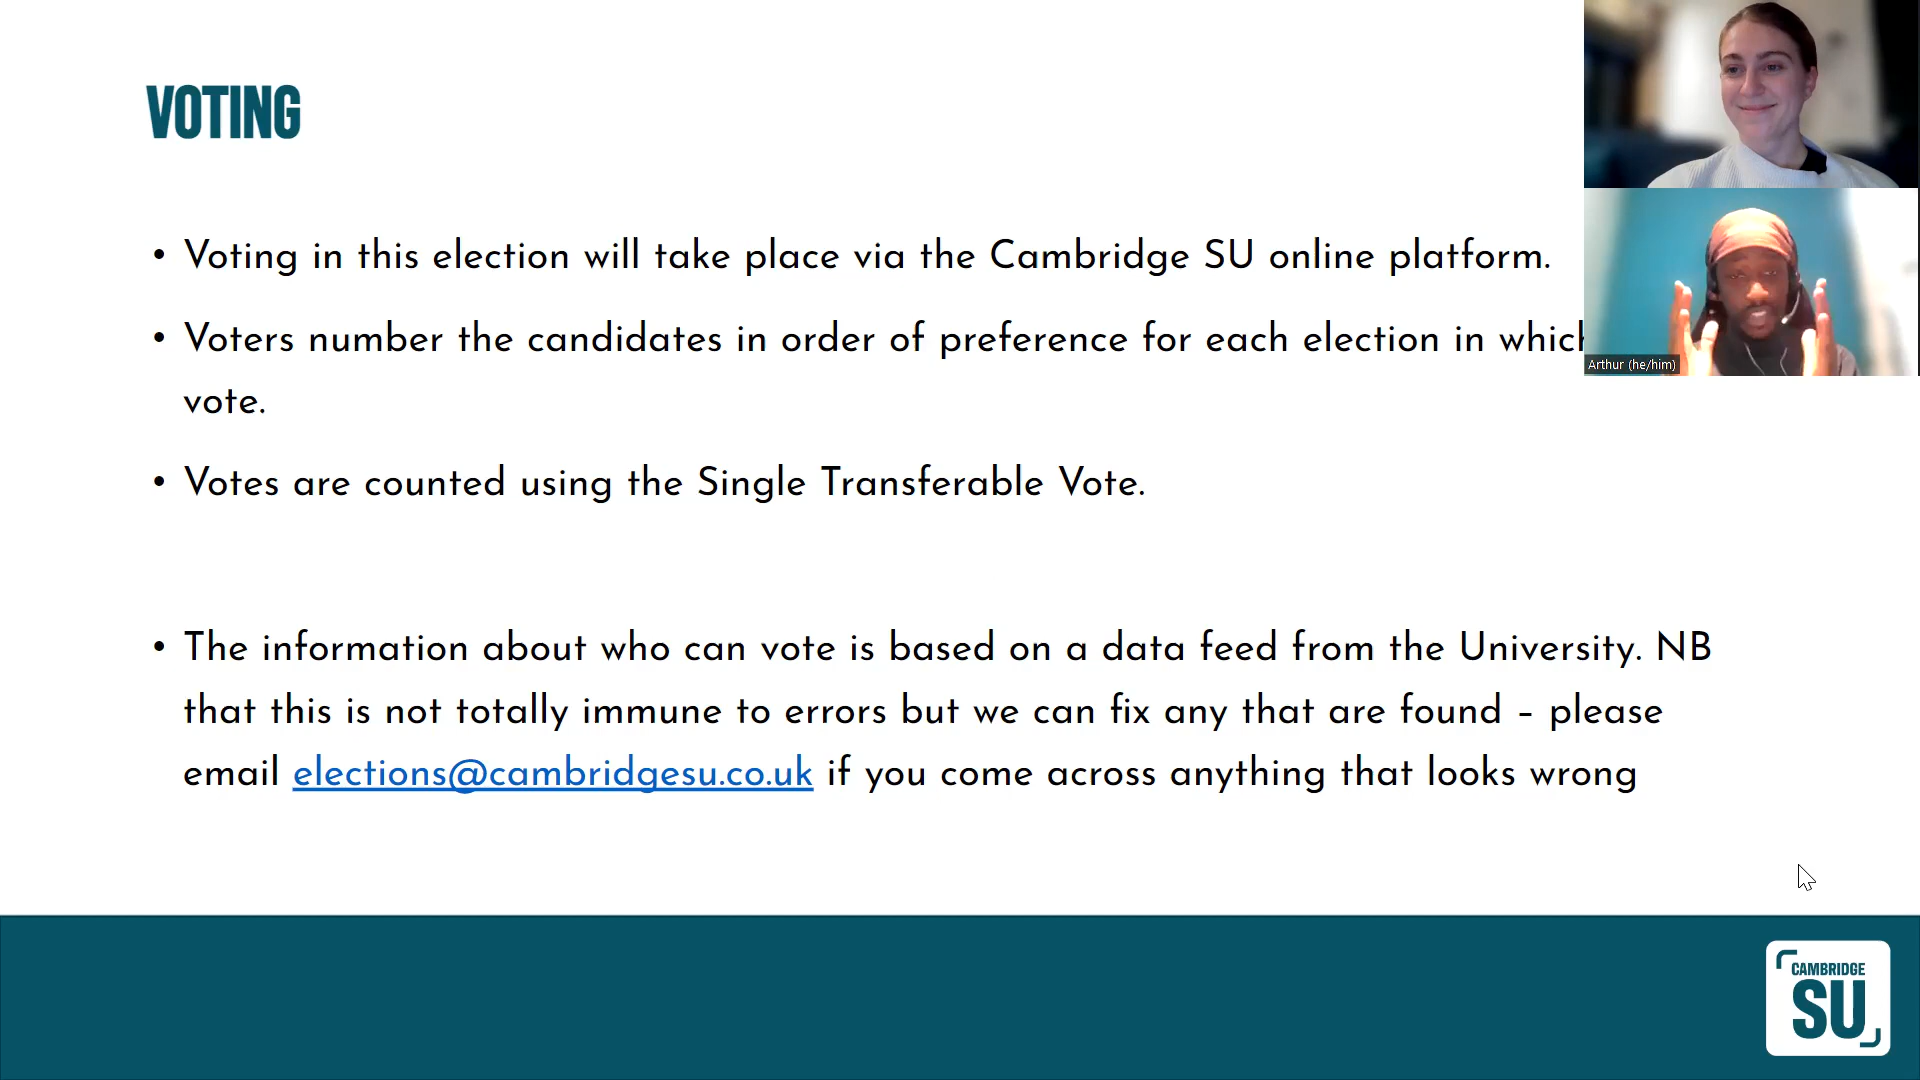 VOTING
• Voting in this election will take place via the Cambridge SU online platform.
• Voters number the candidates in order of preference for each election in
vote.
• Votes are counted using the Single Transferable Vote.
• The information about who can vote is based on a data feed from the University. NB
that this is not totally immune to errors but we can fix any that are found – please
email elections@cambridgesu.co.uk if you come across anything that looks wrong
Arthur (he/him)
CAMBRIDGE
SU